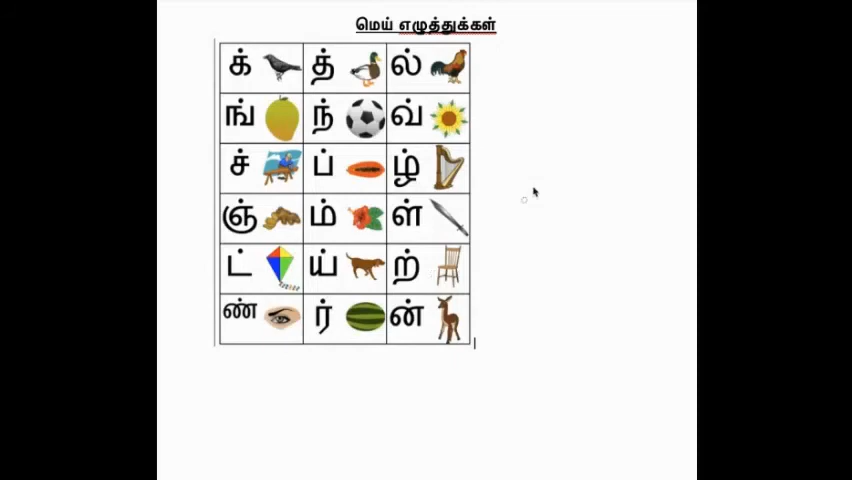 மெய் எழுத்துக்கள்
க் த் ல்
ங் ந் வ்
ச் ப் ழ்
ஞ் ம் ள்
ட் ய் ற்
ண் ர் ன்